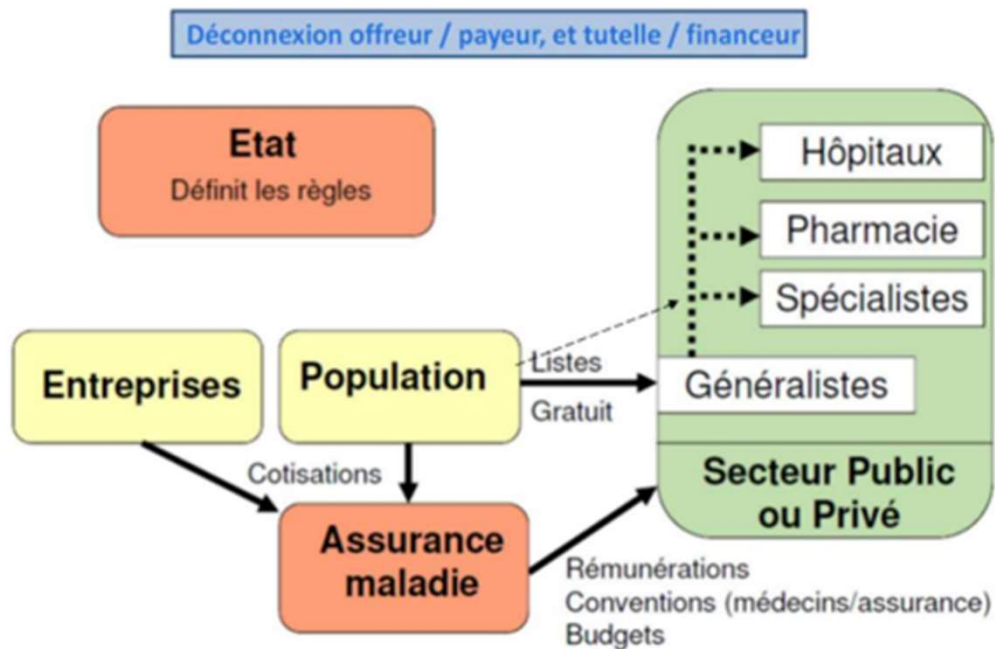 Déconnexion offreur / payeur, et tutelle / financeur
Etat
Définit les règles
Hôpitaux
Pharmacie
Spécialistes
Entreprises
Population
Listes
Gratuit
Généralistes
Cotisations
Secteur Public
ou Privé
Assurance
maladie
Rémunérations
Conventions (médecins/assurance)
Budgets